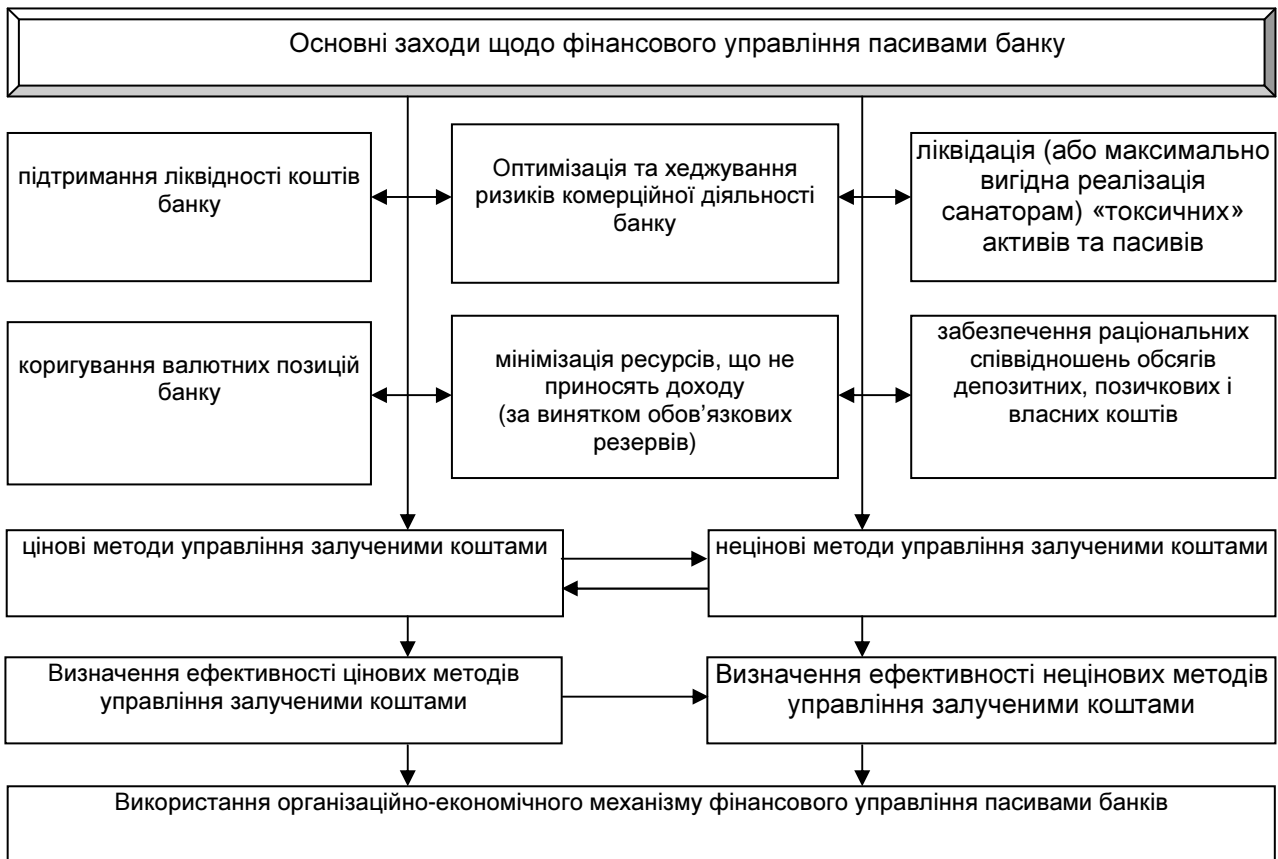 Основні заходи щодо фінансового управління пасивами банку
підтримання ліквідності коштів
банку
Оптимізація та хеджування
ризиків комерційної діяльності
банку
ліквідація (або максимально
вигідна реалізація
санаторам) «токсичних»
активів та пасивів
коригування валютних позицій
банку
мінімізація ресурсів, що не
приносять доходу
(за винятком обов’язкових
резервів)
забезпечення раціональних
співвідношень обсягів
депозитних, позичкових і
власних коштів
цінові методи управління залученими коштами
нецінові методи управління залученими коштами
Визначення ефективності цінових методів
управління залученими коштами
Визначення ефективності нецінових методів
управління залученими коштами
Використання організаційно-економічного механізму фінансового управління пасивами банків